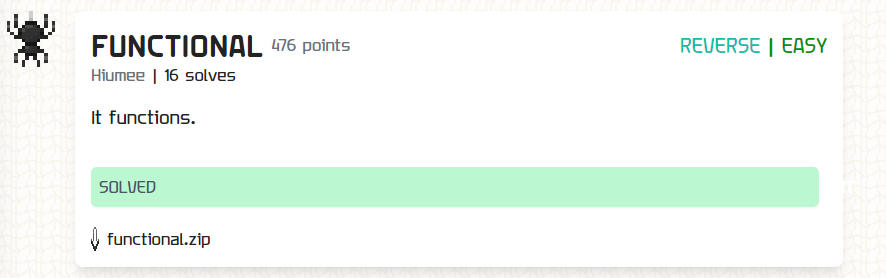 FUNCTIONAL 476 points REVERSE | EASY
Hiumee | 16 solves
It functions.
SOLVED
functional.zip